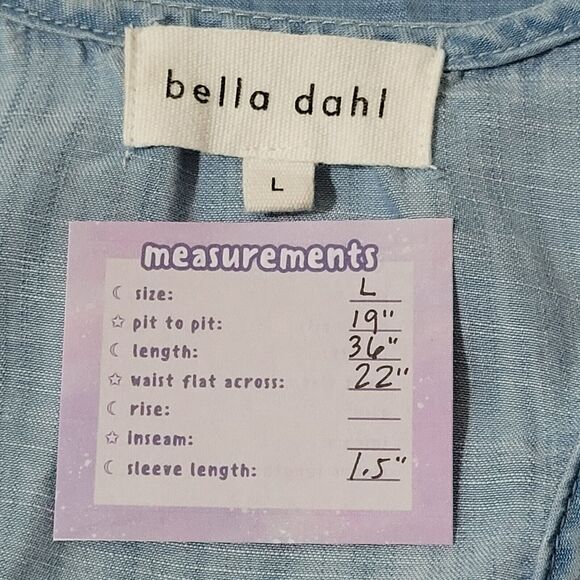 bella dahl
L
measurements
size: L
pit to pit: 19"
length: 36"
waist flat across: 22"
rise:
inseam:
sleeve length: 1.5"